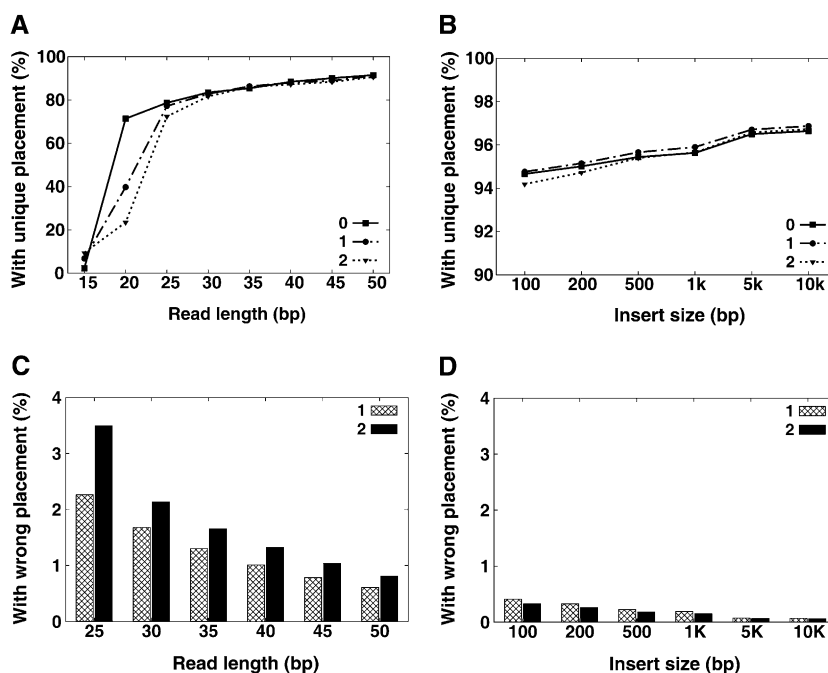 A
With unique placement (%)
100
80
60
40
20
0
0
1
2
15 20 25 30 35 40 45 50
Read length (bp)
B
With unique placement (%)
100
98
96
94
92
90
0
1
2
100 200 500 1k 5k 10k
Insert size (bp)
C
With wrong placement (%)
4
3
2
1
0
1
2
25 30 35 40 45 50
Read length (bp)
D
With wrong placement (%)
4
3
2
1
0
1
2
100 200 500 1K 5K 10K
Insert size (bp)